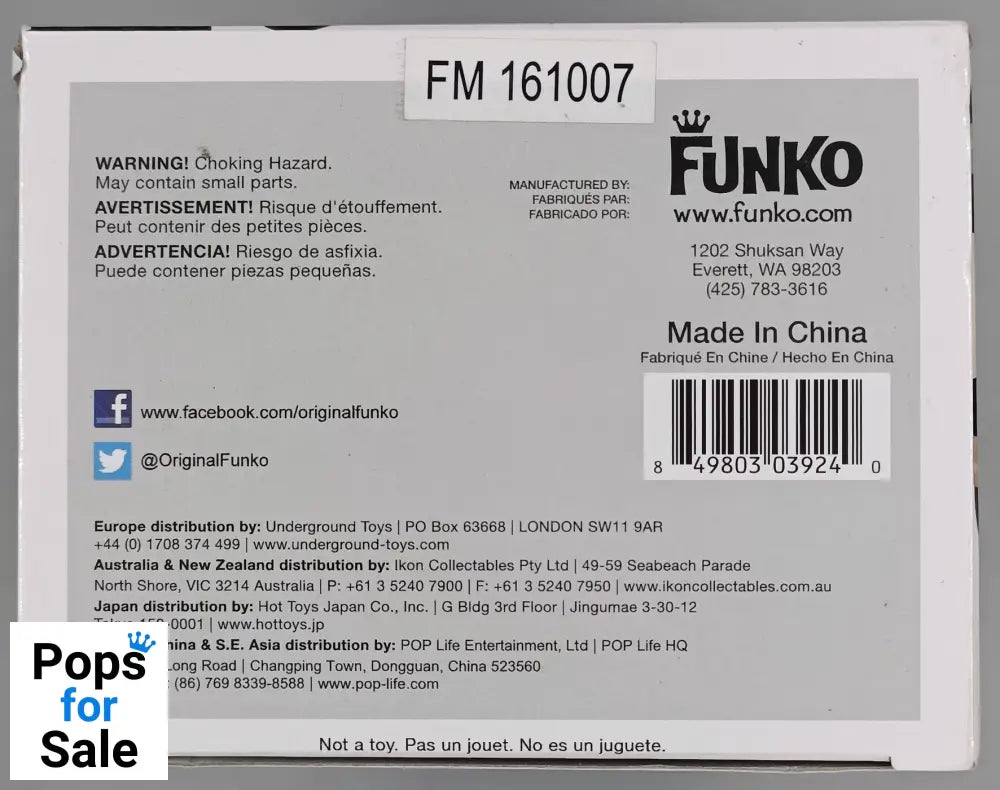 FM 161007
WARNING! Choking Hazard.
May contain small parts.
AVERTISSEMENT! Risque d'étouffement.
Peut contenir des petites pièces.
ADVERTENCIA! Riesgo de asfixia.
Puede contener piezas pequeñas.
MANUFACTURED BY:
FABRIQUÉS PAR:
FABRICADO POR:
FUNKO
www.funko.com
1202 Shuksan Way
Everett, WA 98203
(425) 783-3616
Made In China
Fabriqué En Chine / Hecho En China
8 49803 03924 0
www.facebook.com/originalfunko
@OriginalFunko
Europe distribution by: Underground Toys | PO Box 63668 | LONDON SW11 9AR
+44 (0) 1708 374 499 | www.underground-toys.com
Australia & New Zealand distribution by: Ikon Collectables Pty Ltd | 49-59 Seabeach Parade
North Shore, VIC 3214 Australia | P: +61 3 5240 7900 | F: +61 3 5240 7950 | www.ikoncollectables.com.au
Japan distribution by: Hot Toys Japan Co., Inc. | G Bldg 3rd Floor | Jingumae 3-30-12
-0001 | www.hottoys.jp
& S.E. Asia distribution by: POP Life Entertainment, Ltd | POP Life HQ
Long Road | Changping Town, Dongguan, China 523560
(86) 769 8339-8588 | www.pop-life.com
Not a toy. Pas un jouet. No es un juguete.
Pops
for
Sale